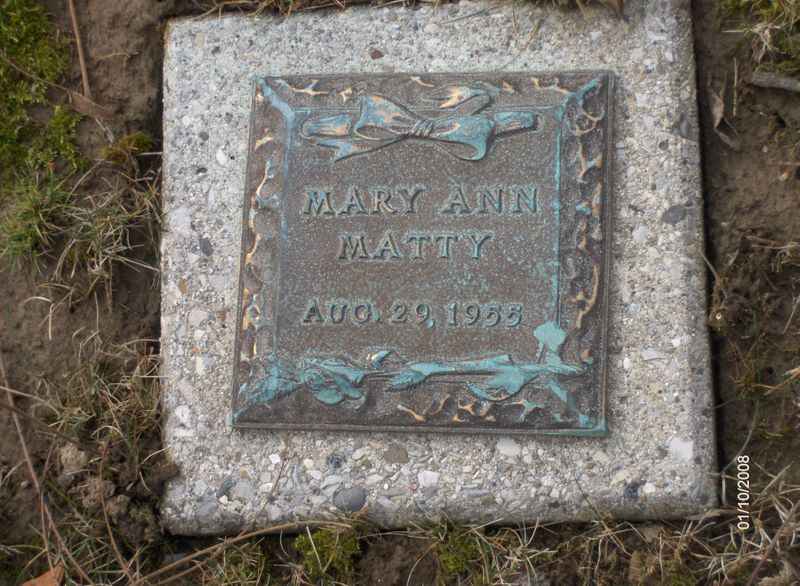 MARY ANN
MATTY
AUG. 29, 1955
01/10/2008